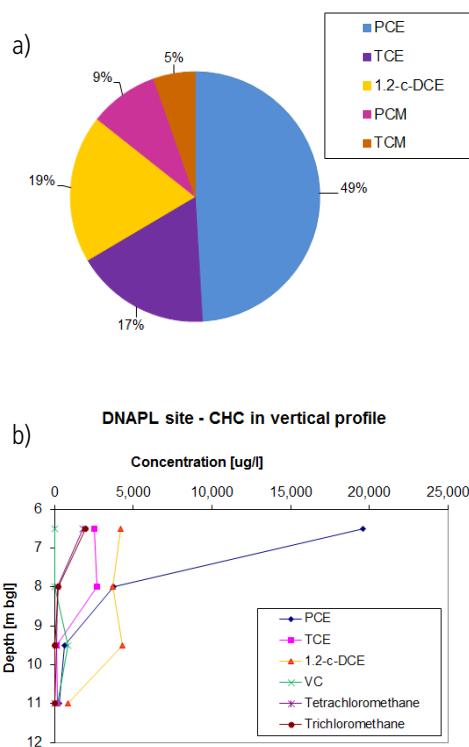 a)
PCE
TCE
1.2-c-DCE
PCM
TCM
5%
9%
19%
49%
17%
DNAPL site - CHC in vertical profile
b)
Concentration [ug/l]
0 5,000 10,000 15,000 20,000 25,000
6
7
8
9
10
11
12
Depth [m bgl]
PCE
TCE
1.2-c-DCE
VC
Tetrachloromethane
Trichloromethane